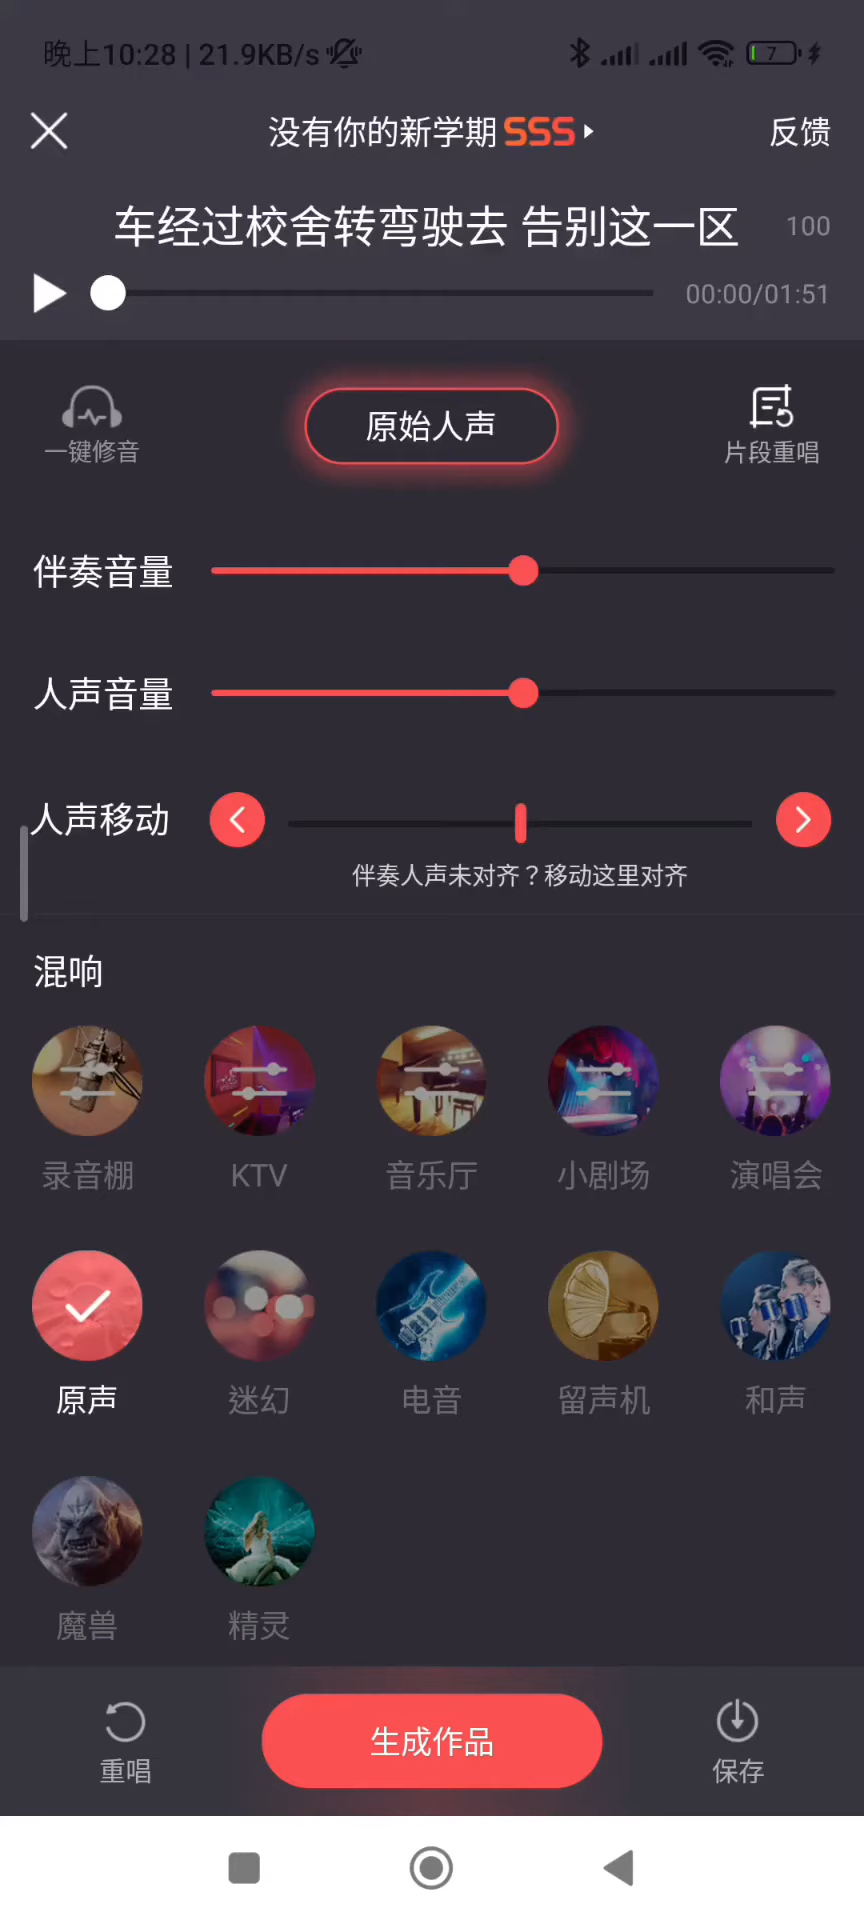 晚上10:28 | 21.9KB/s 7
没有你的新学期 SSS 反馈
车经过校舍转弯驶去 告别这一区 100
00:00/01:51
一键修音 原始人声 片段重唱
伴奏音量
人声音量
人声移动
伴奏人声未对齐？移动这里对齐
混响
录音棚 KTV 音乐厅 小剧场 演唱会
原声 迷幻 电音 留声机 和声
魔兽 精灵
重唱 生成作品 保存